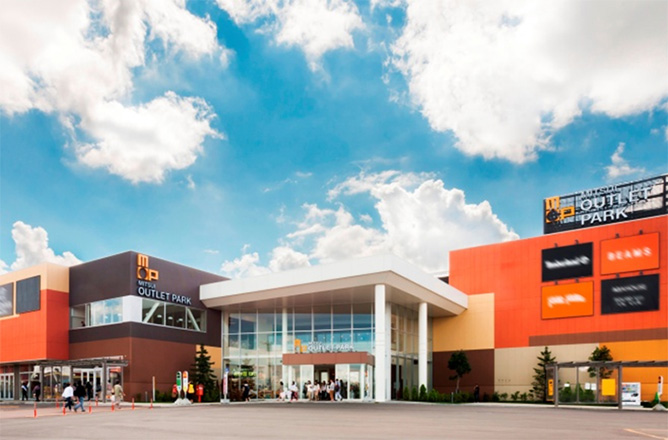 MOP
MITSUI
OUTLET PARK
OUTLET PARK
MOP
MITSUI
OUTLET
PARK
BEAMS